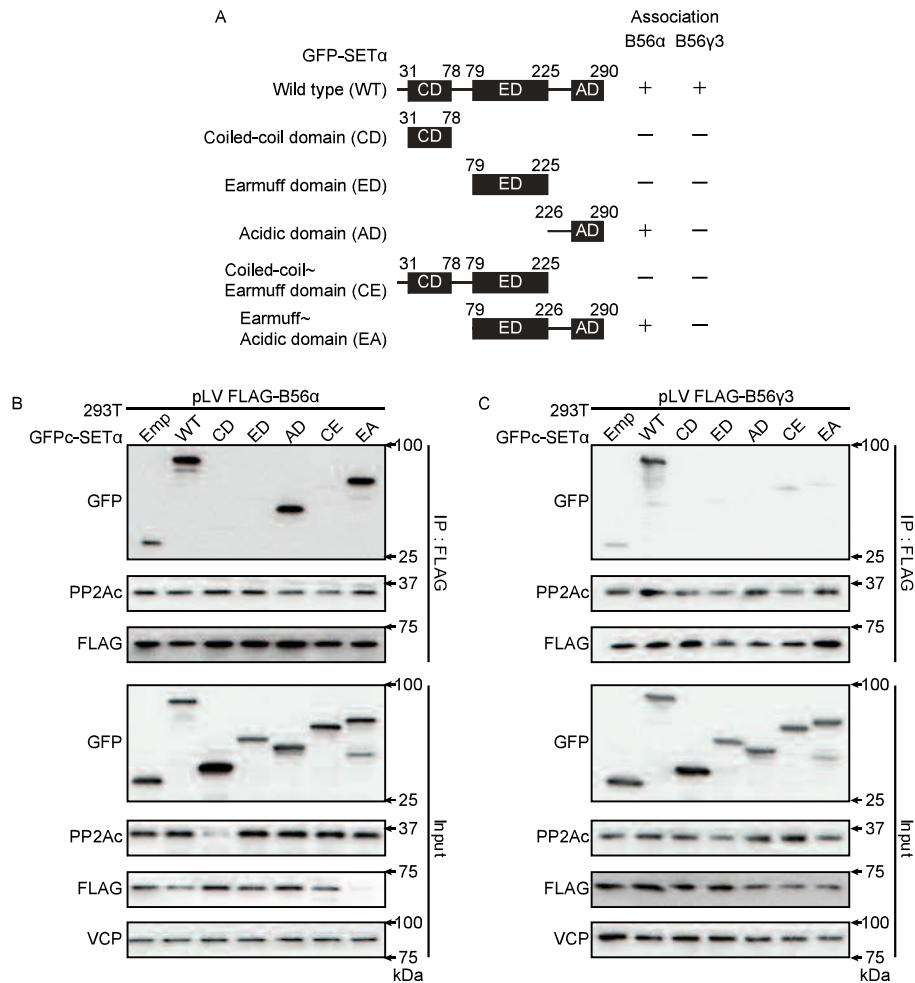 A
Association
B56α B56γ3
GFP-SETα
31 78 79 225 290
Wild type (WT) CD ED AD + +
31 78
Coiled-coil domain (CD) CD − −
79 225
Earmuff domain (ED) ED − −
226 290
Acidic domain (AD) AD + −
Coiled-coil~ 31 78 79 225
Earmuff domain (CE) CD ED − −
Earmuff~ 79 226 290
Acidic domain (EA) ED AD + −
B
pLV FLAG-B56α
293T
GFPc-SETα Emp WT CD ED AD CE EA
100
GFP
25
37
PP2Ac
75
FLAG
IP : FLAG
100
GFP
25
37
PP2Ac
75
FLAG
100
VCP
75
kDa
Input
C
pLV FLAG-B56γ3
293T
GFPc-SETα Emp WT CD ED AD CE EA
100
GFP
25
37
PP2Ac
75
FLAG
IP : FLAG
100
GFP
25
37
PP2Ac
75
FLAG
100
VCP
75
kDa
Input